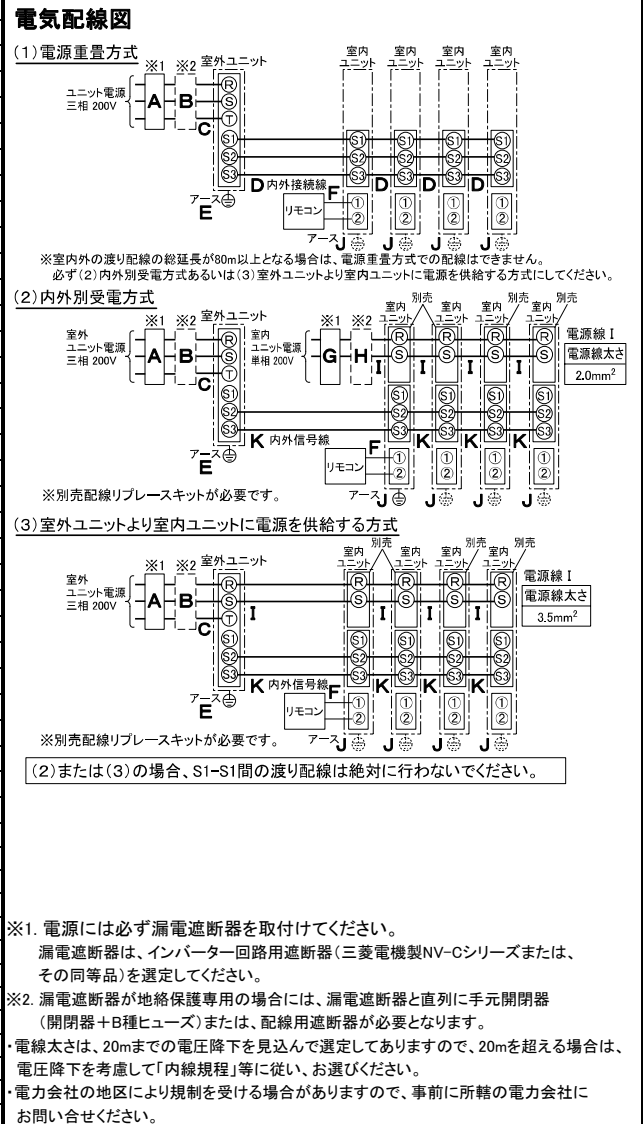 電気配線図
(1)電源重畳方式
※1 ※2 室外ユニット
室内ユニット 室内ユニット 室内ユニット 室内ユニット
ユニット電源
三相 200V
A B C
R
S
T
S1 S1 S1 S1 S1
S2 S2 S2 S2 S2
S3 S3 S3 S3 S3
D 内外接続線 F D D D
アース
E
リモコン
① ① ① ①
② ② ② ②
アース J J J J
※室内外の渡り配線の総延長が80m以上となる場合は、電源重畳方式での配線はできません。
必ず(2)内外別受電方式あるいは(3)室外ユニットより室内ユニットに電源を供給する方式にしてください。
(2)内外別受電方式
※1 ※2 室外ユニット
※1 ※2
室内ユニット 別売 室内ユニット 室内ユニット 別売 室内ユニット 別売
室外
ユニット電源
三相 200V
A B C
室内
ユニット電源
単相 200V
G H I I I I
R R R R R
S S S S S
T
電源線 I
電源線太さ
2.0mm²
S1 S1 S1 S1 S1
S2 S2 S2 S2 S2
S3 S3 S3 S3 S3
K 内外信号線 F K K K
アース
E
リモコン
① ① ① ①
② ② ② ②
※別売配線リプレースキットが必要です。
アース J J J J
(3)室外ユニットより室内ユニットに電源を供給する方式
※1 ※2 室外ユニット
室内ユニット 別売 室内ユニット 室内ユニット 別売 室内ユニット 別売
室外
ユニット電源
三相 200V
A B C
R R R R R
S S S S S
T
I I I I
電源線 I
電源線太さ
3.5mm²
S1 S1 S1 S1 S1
S2 S2 S2 S2 S2
S3 S3 S3 S3 S3
K 内外信号線 F K K K
アース
E
リモコン
① ① ① ①
② ② ② ②
※別売配線リプレースキットが必要です。
アース J J J J
(2)または(3)の場合、S1-S1間の渡り配線は絶対に行わないでください。
※1. 電源には必ず漏電遮断器を取付けてください。
漏電遮断器は、インバーター回路用遮断器(三菱電機製NV-Cシリーズまたは、
その同等品)を選定してください。
※2. 漏電遮断器が地絡保護専用の場合には、漏電遮断器と直列に手元開閉器
(開閉器+B種ヒューズ)または、配線用遮断器が必要となります。
・電線太さは、20mまでの電圧降下を見込んで選定してありますので、20mを超える場合は、
電圧降下を考慮して「内線規程」等に従い、お選びください。
・電力会社の地区により規制を受ける場合がありますので、事前に所轄の電力会社に
お問い合せください。